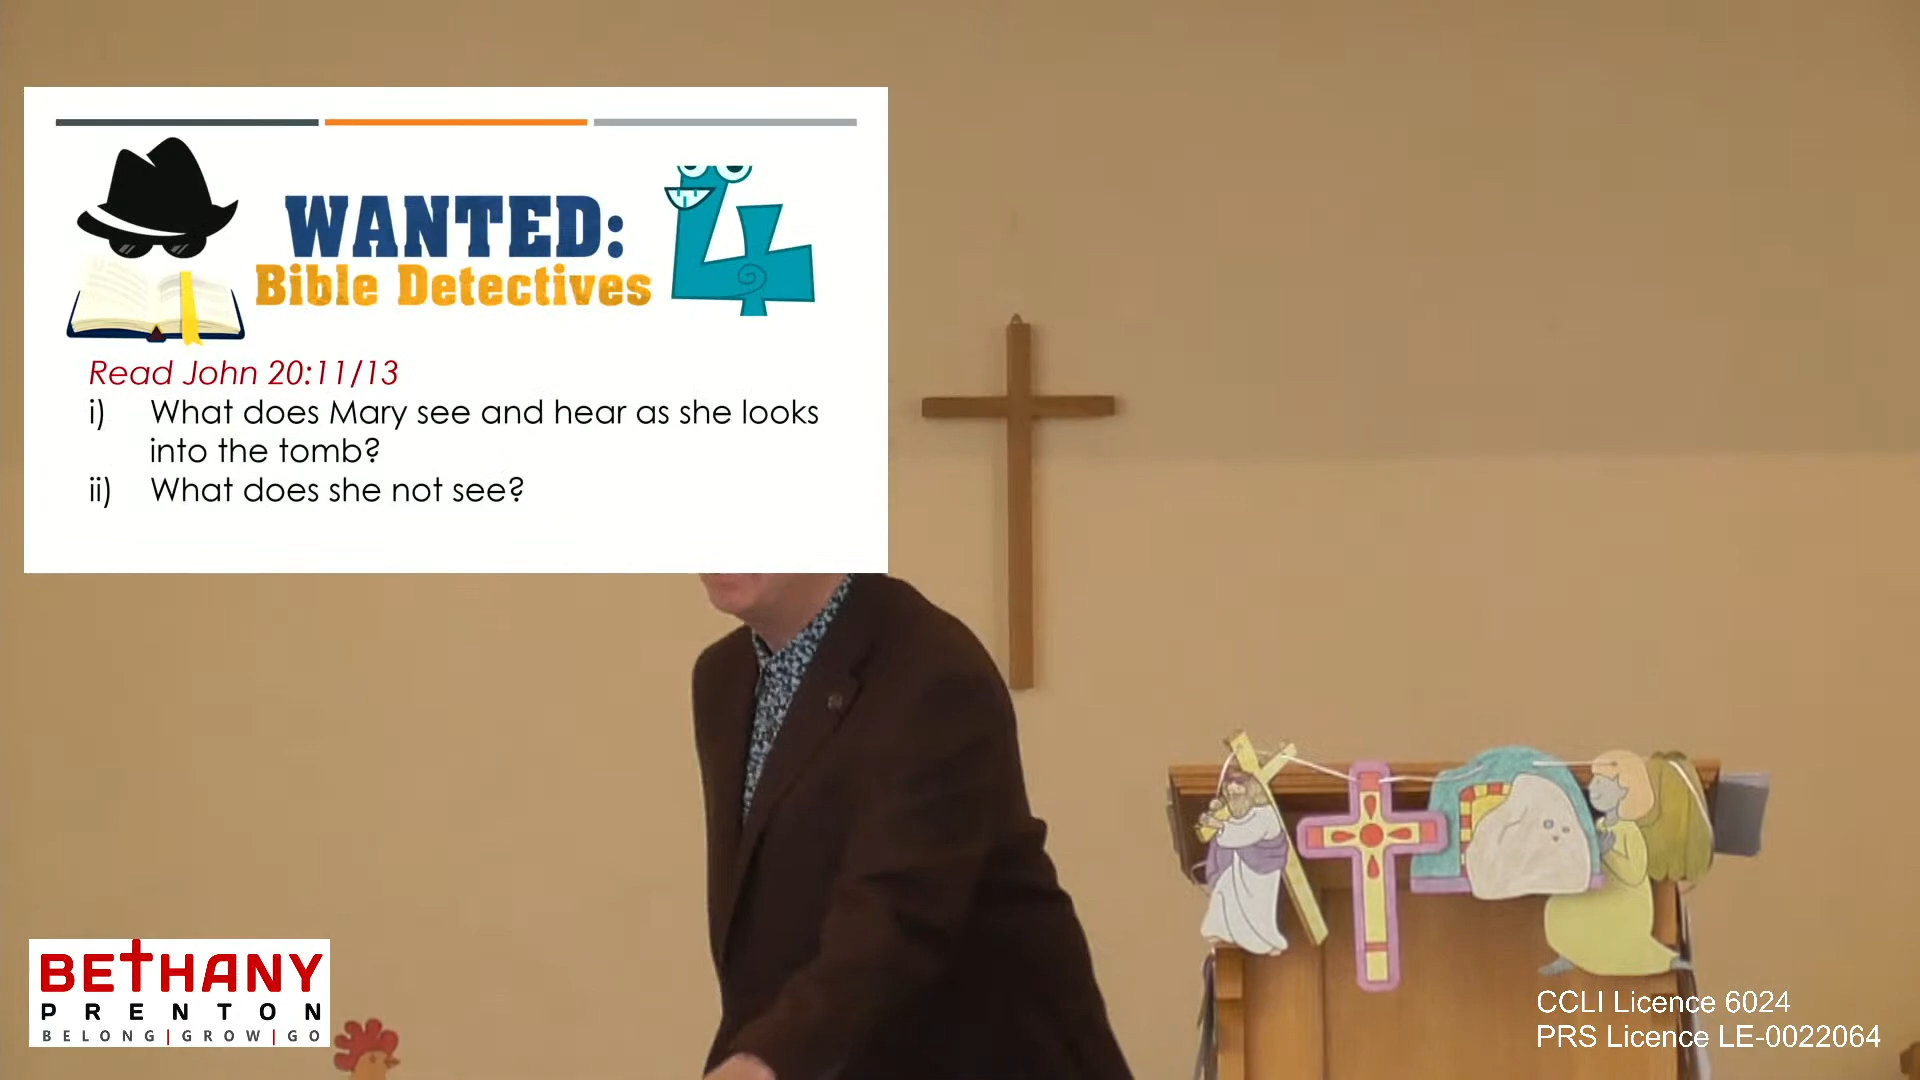 WANTED:
Bible Detectives
4
Read John 20:11/13
i) What does Mary see and hear as she looks
into the tomb?
ii) What does she not see?
BETHANY
PRENTON
BELONG|GROW|GO
CCLI Licence 6024
PRS Licence LE-0022064